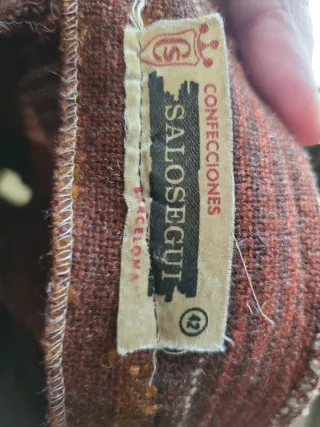 CS
CONFECCIONES
SALOSEGUI
BARCELONA
42